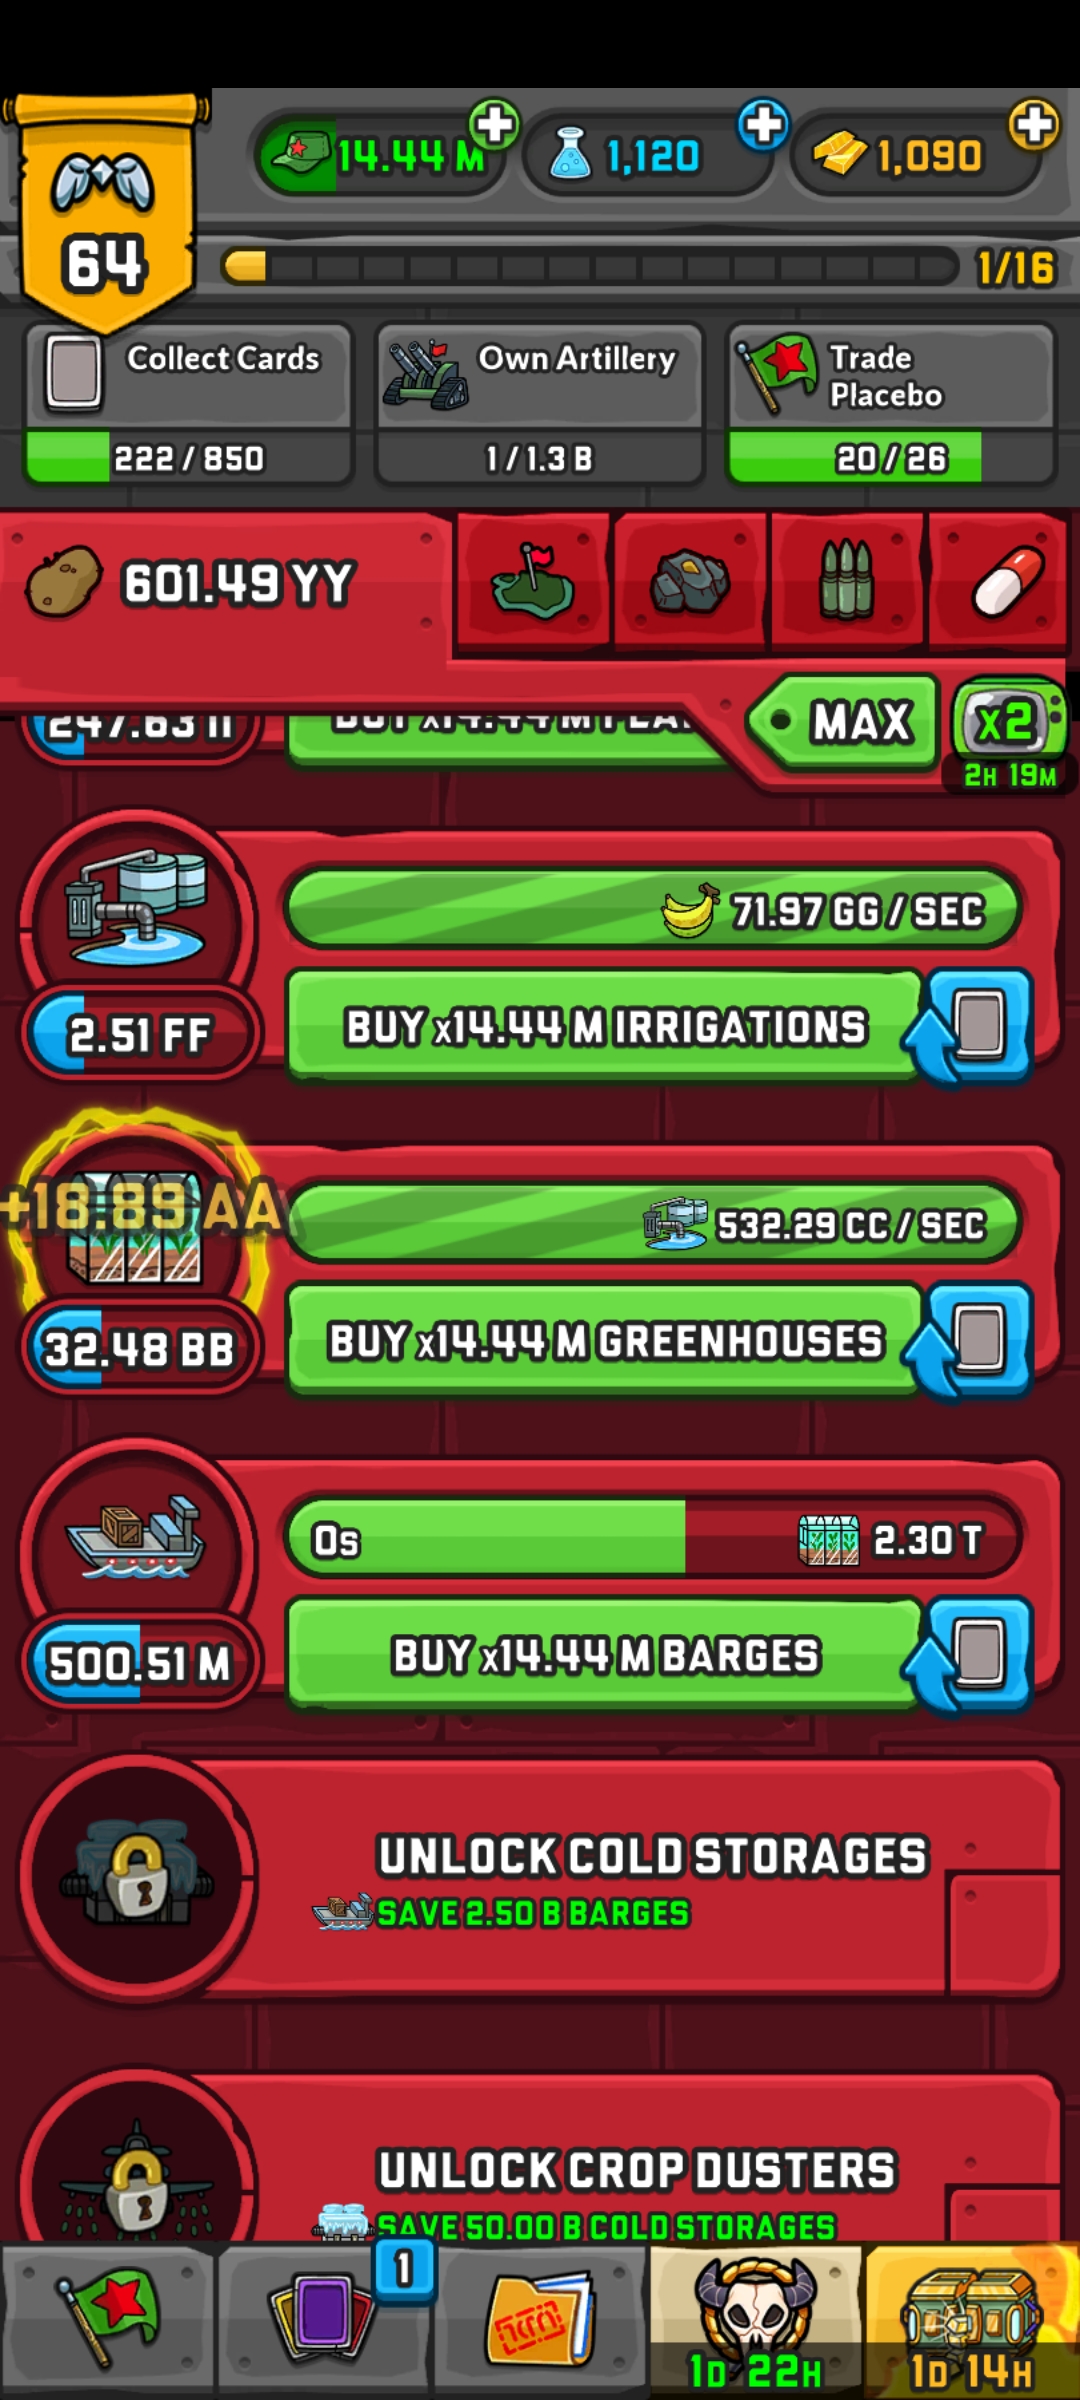 14.44 M
1,120
1,090
64
1/16
Collect Cards
222 / 850
Own Artillery
1 / 1.3 B
Trade
Placebo
20 / 26
601.49 YY
MAX
x2
2H 19M
71.97 GG / SEC
2.51 FF
BUY x14.44 M IRRIGATIONS
+18.89 AA
532.29 CC / SEC
32.48 BB
BUY x14.44 M GREENHOUSES
0s
2.30 T
500.51 M
BUY x14.44 M BARGES
UNLOCK COLD STORAGES
SAVE 2.50 B BARGES
UNLOCK CROP DUSTERS
SAVE 50.00 B COLD STORAGES
1
1D 22H
1D 14H